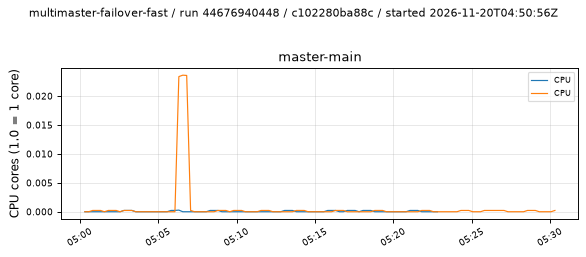 multimaster-failover-fast / run 44676940448 / c102280ba88c / started 2026-11-20T04:50:56Z
master-main
CPU cores (1.0 = 1 core)
0.020
0.015
0.010
0.005
0.000
CPU
CPU
05:00
05:05
05:10
05:15
05:20
05:25
05:30